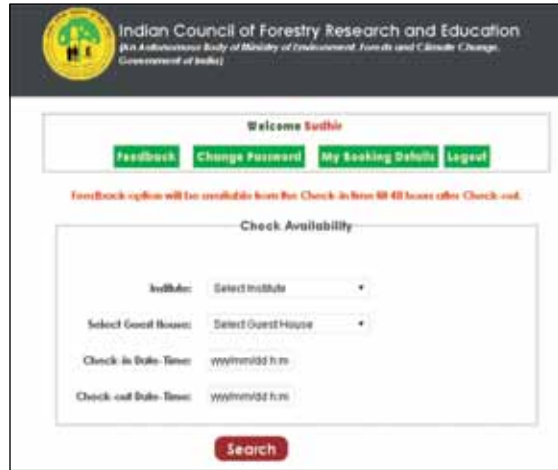 Indian Council of Forestry Research and Education
(An Autonomous Body of Ministry of Environment, Forests and Climate Change,
Government of India)
Welcome Sudhir
Feedback Change Password My Booking Details Logout
Feedback option will be available from the Check-in time till 48 hours after Check-out.
Check Availability
Institute: Select Institute
Select Guest House: Select Guest House
Check-in Date-Time: yyyy/mm/dd h:m
Check-out Date-Time: yyyy/mm/dd h:m
Search